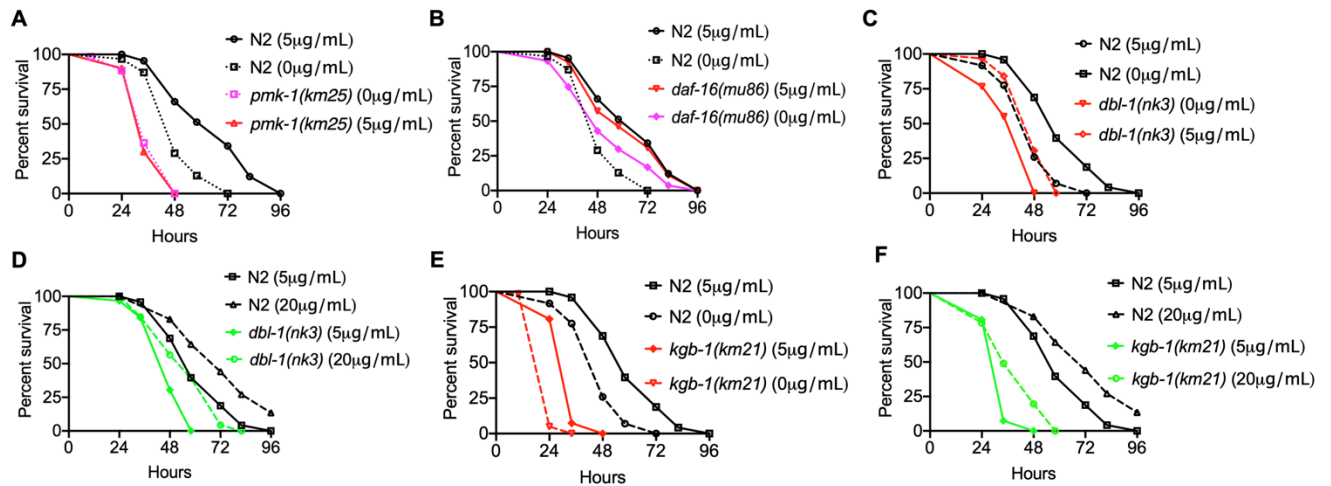 A
Percent survival
100
75
50
25
0
0 24 48 72 96
Hours
N2 (5µg/mL)
N2 (0µg/mL)
pmk-1(km25) (0µg/mL)
pmk-1(km25) (5µg/mL)
B
Percent survival
100
75
50
25
0
0 24 48 72 96
Hours
N2 (5µg/mL)
N2 (0µg/mL)
daf-16(mu86) (5µg/mL)
daf-16(mu86) (0µg/mL)
C
Percent survival
100
75
50
25
0
0 24 48 72 96
Hours
N2 (5µg/mL)
N2 (0µg/mL)
dbl-1(nk3) (0µg/mL)
dbl-1(nk3) (5µg/mL)
D
Percent survival
100
75
50
25
0
0 24 48 72 96
Hours
N2 (5µg/mL)
N2 (20µg/mL)
dbl-1(nk3) (5µg/mL)
dbl-1(nk3) (20µg/mL)
E
Percent survival
100
75
50
25
0
0 24 48 72 96
Hours
N2 (5µg/mL)
N2 (0µg/mL)
kgb-1(km21) (5µg/mL)
kgb-1(km21) (0µg/mL)
F
Percent survival
100
75
50
25
0
0 24 48 72 96
Hours
N2 (5µg/mL)
N2 (20µg/mL)
kgb-1(km21) (5µg/mL)
kgb-1(km21) (20µg/mL)